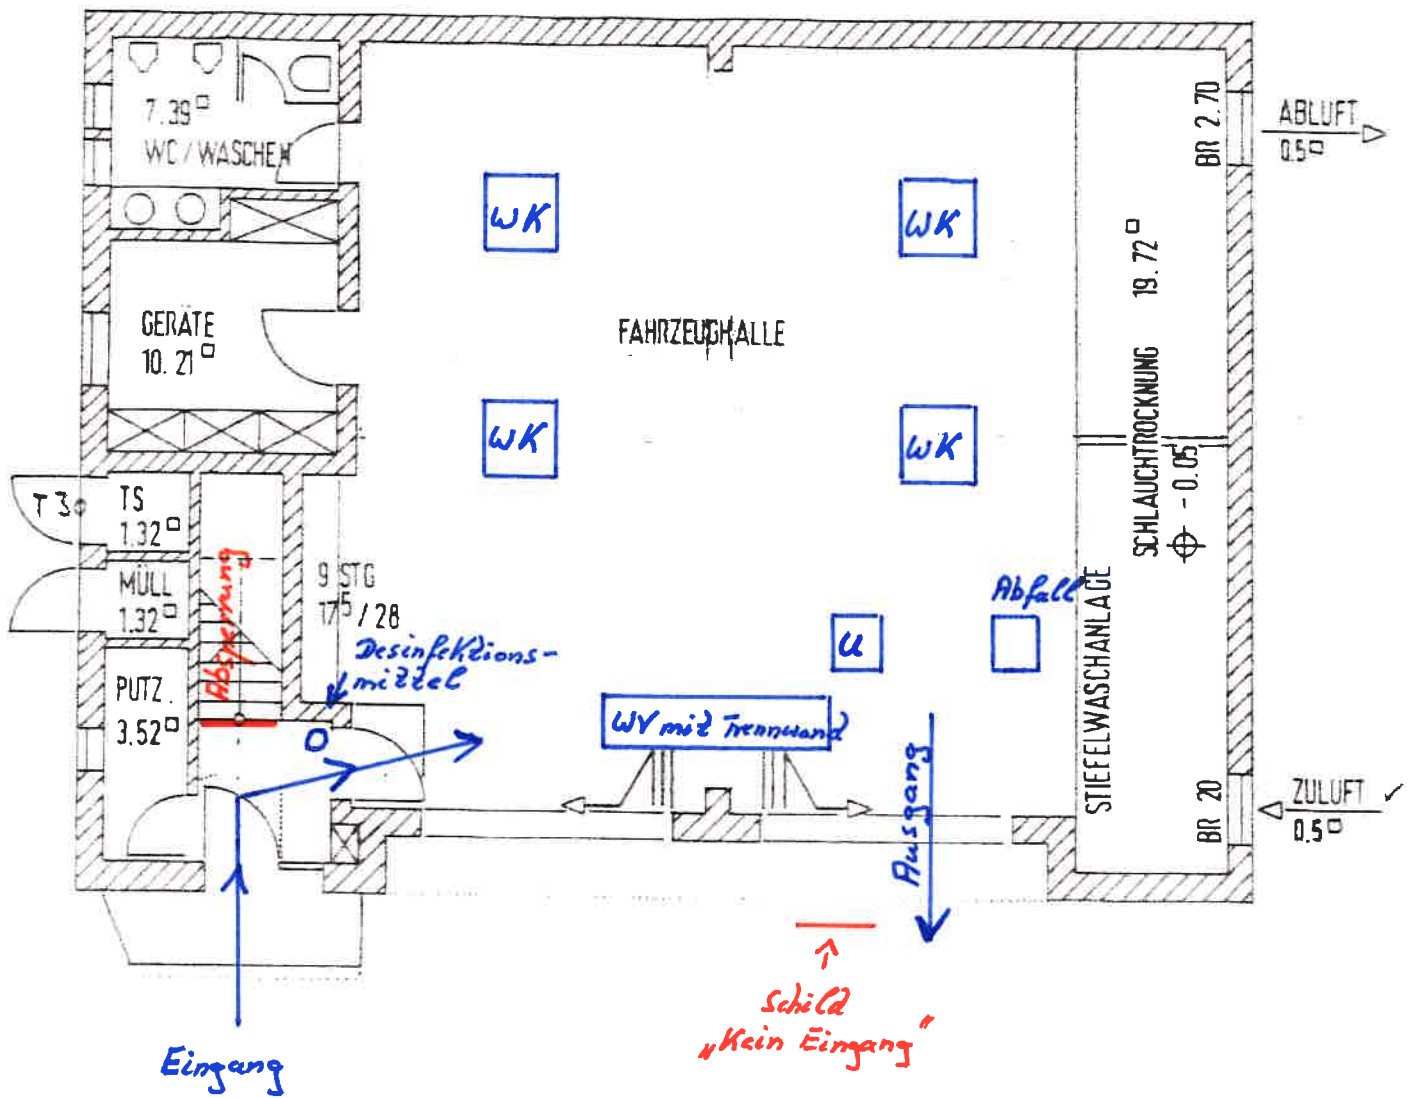 7.39
WC / WASCHEN
WK
WK
BR 2.70
ABLUFT
0.5
GERÄTE
10.21
FAHRZEUGHALLE
SCHLAUCHTROCKNUNG 19.72
WK
WK
- 0.05
T 3
TS
1.32
MÜLL
1.32
Absperrung
9 STG
17⁵ / 28
Desinfektions-
mittel
PUTZ.
3.52
U
Abfall
STIEFELWASCHANLAGE
WV mit Trennwand
Ausgang
BR 20
ZULUFT
0.5
Eingang
Schild
„Kein Eingang"